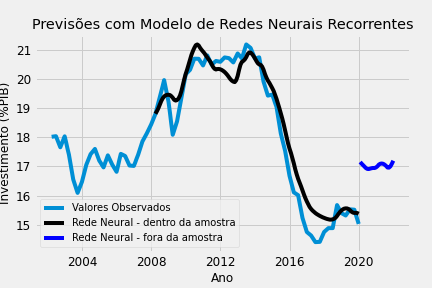 Previsões com Modelo de Redes Neurais Recorrentes
Investimento (%PIB)
21
20
19
18
17
16
15
Valores Observados
Rede Neural - dentro da amostra
Rede Neural - fora da amostra
2004
2008
2012
2016
2020
Ano